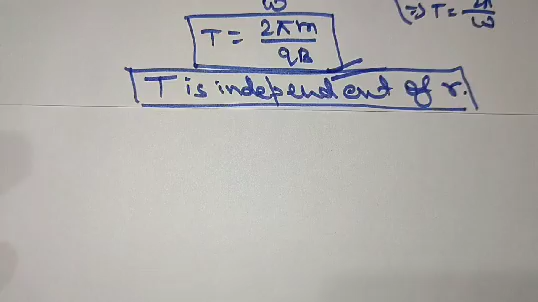 ω
(⇒ T = 2π/ω
T = 2πm/qB
T is independent of r.